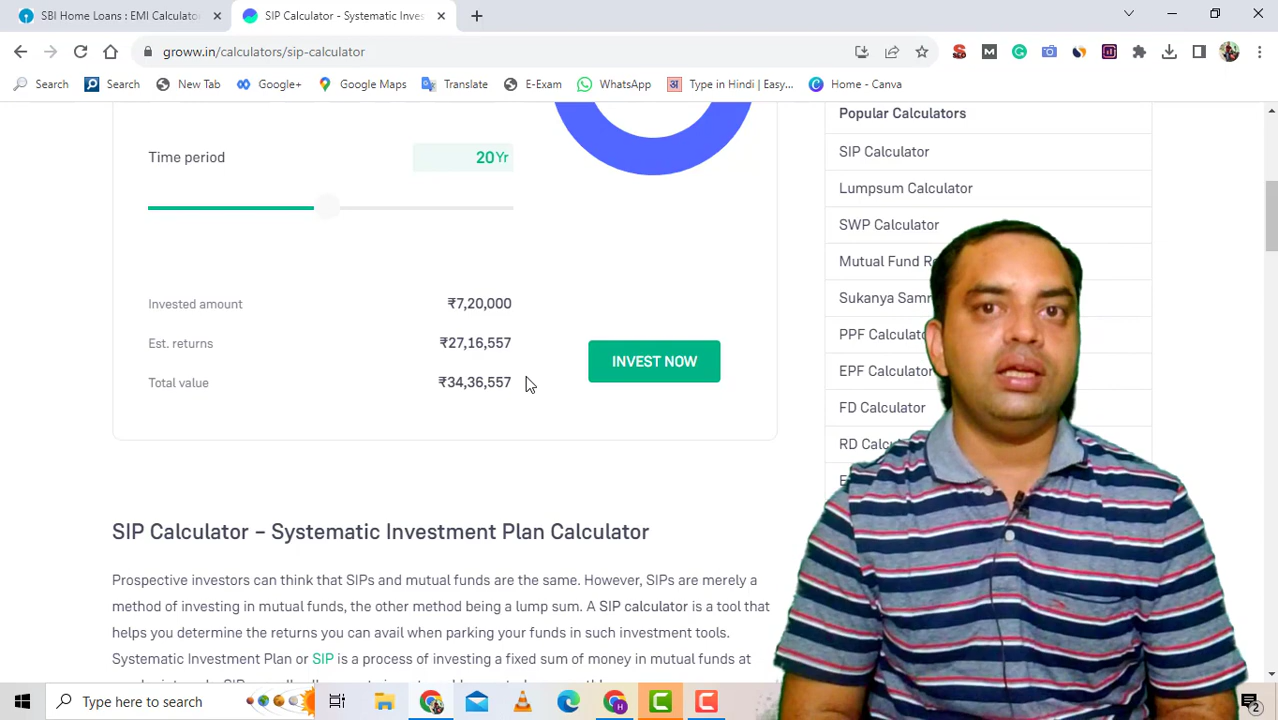 SBI Home Loans : EMI Calculato
SIP Calculator - Systematic Inves
groww.in/calculators/sip-calculator
Search
Search
New Tab
Google+
Google Maps
Translate
E-Exam
WhatsApp
Type in Hindi | Easy...
Home - Canva
Time period
20Yr
Invested amount
₹7,20,000
Est. returns
₹27,16,557
Total value
₹34,36,557
INVEST NOW
Popular Calculators
SIP Calculator
Lumpsum Calculator
SWP Calculator
Mutual Fund R
Sukanya Samr
PPF Calculato
EPF Calculator
FD Calculator
RD Calcu
SIP Calculator – Systematic Investment Plan Calculator
Prospective investors can think that SIPs and mutual funds are the same. However, SIPs are merely a
method of investing in mutual funds, the other method being a lump sum. A SIP calculator is a tool that
helps you determine the returns you can avail when parking your funds in such investment tools.
Systematic Investment Plan or SIP is a process of investing a fixed sum of money in mutual funds at
Type here to search
2